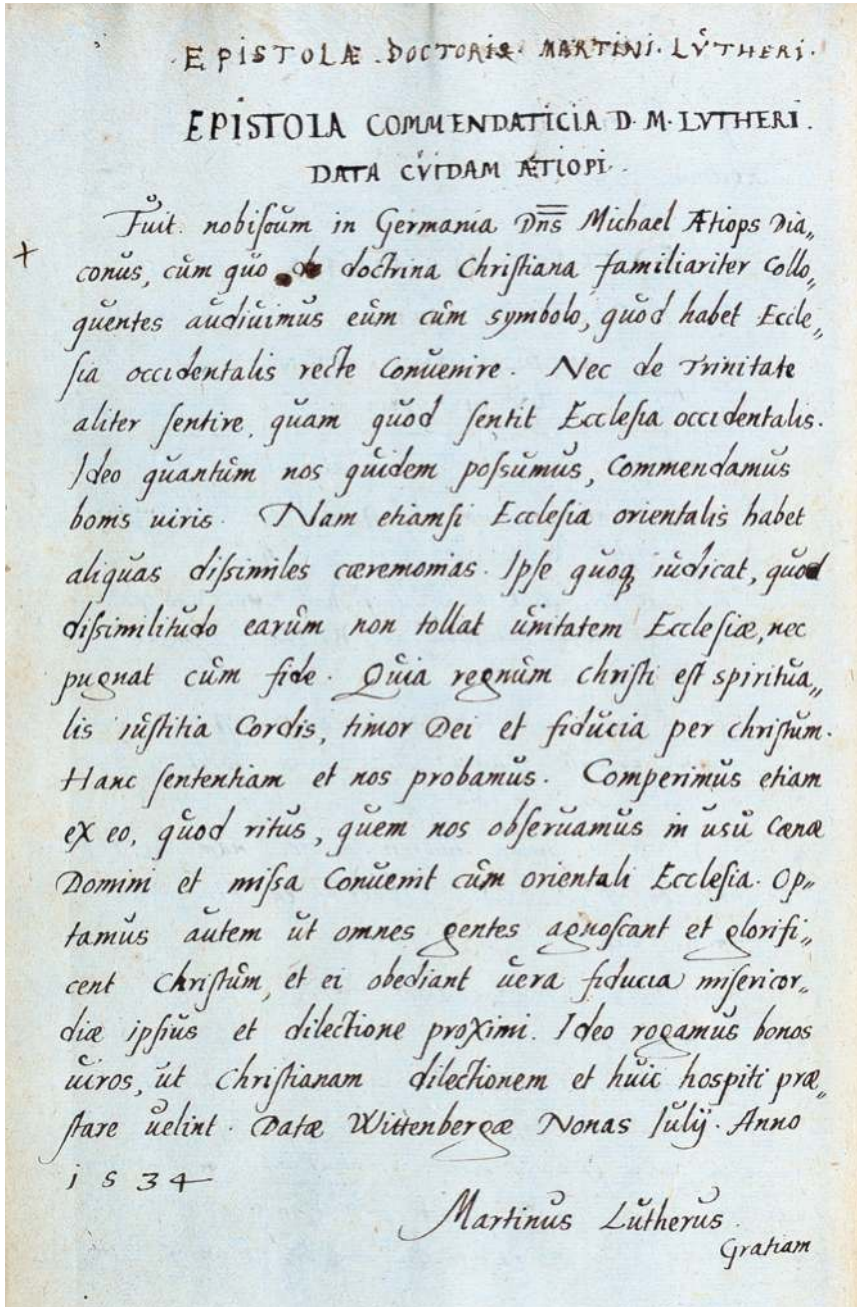 EPISTOLÆ DOCTORIS. MARTINI. LVTHERI.
EPISTOLA COMMENDATICIA D. M. LVTHERI.
DATA CVIDAM ÆTIOPI.
Fuit nobiscum in Germania Dns Michael Ætiops Dia„
conus, cum quo de doctrina Christiana familiariter Collo„
quentes audiuimus eum cum symbolo, quod habet Eccle„
sia occidentalis recte Conuenire. Nec de Trinitate
aliter sentire, quam quod sentit Ecclesia occidentalis.
Ideo quantum nos quidem possumus, Commendamus
bonis uiris. Nam etiamsi Ecclesia orientalis habet
aliquas dissimiles cæremonias. Ipse quoq; iudicat, quod
dissimilitudo earum non tollat unitatem Ecclesiæ, nec
pugnat cum fide. Quia regnum christi est spiritua„
lis iustitia Cordis, timor Dei et fiducia per christum.
Hanc sententiam et nos probamus. Comperimus etiam
ex eo, quod ritus, quem nos obseruamus in usu Cænæ
Domini et missa Conuenit cum orientali Ecclesia. Op„
tamus autem ut omnes gentes agnoscant et glorifi„
cent Christum, et ei obediant uera fiducia misericor„
diæ ipsius et dilectione proximi. Ideo rogamus bonos
uiros, ut Christianam dilectionem et huic hospiti præ„
stare uelint. Datæ Wittenbergæ Nonas Iulij. Anno
1534
Martinus Lutherus.
Gratiam